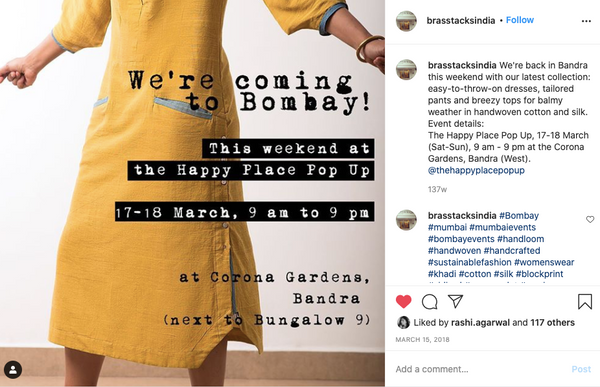 We're coming
to Bombay!
This weekend at
the Happy Place Pop Up
17-18 March, 9 am to 9 pm
at Corona Gardens,
Bandra
(next to Bungalow 9)
brasstacksindia • Follow
brasstacksindia We're back in Bandra
this weekend with our latest collection:
easy-to-throw-on dresses, tailored
pants and breezy tops for balmy
weather in handwoven cotton and silk.
Event details:
The Happy Place Pop Up, 17-18 March
(Sat-Sun), 9 am - 9 pm at the Corona
Gardens, Bandra (West).
@thehappyplacepopup
137w
brasstacksindia #Bombay
#mumbai #mumbaievents
#bombayevents #handloom
#handwoven #handcrafted
#sustainablefashion #womenswear
#khadi #cotton #silk #blockprint
Liked by rashi.agarwal and 117 others
MARCH 15, 2018
Add a comment...
Post